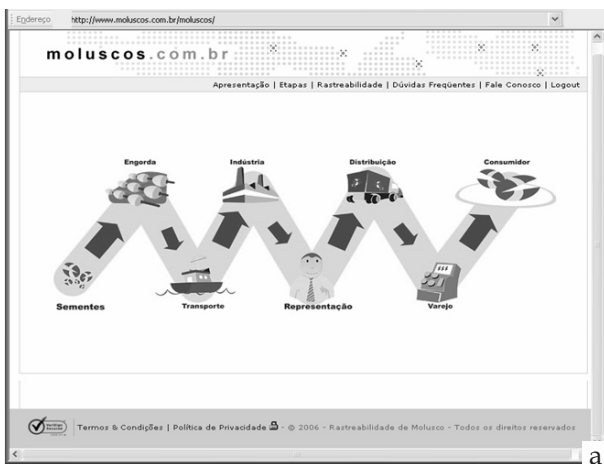 Endereço http://www.moluscos.com.br/moluscos/
moluscos.com.br
Apresentação | Etapas | Rastreabilidade | Dúvidas Freqüentes | Fale Conosco | Logout
Engorda Indústria Distribuição Consumidor
Sementes Transporte Representação Varejo
Termos & Condições | Política de Privacidade - © 2006 - Rastreabilidade de Molusco - Todos os direitos reservados
a